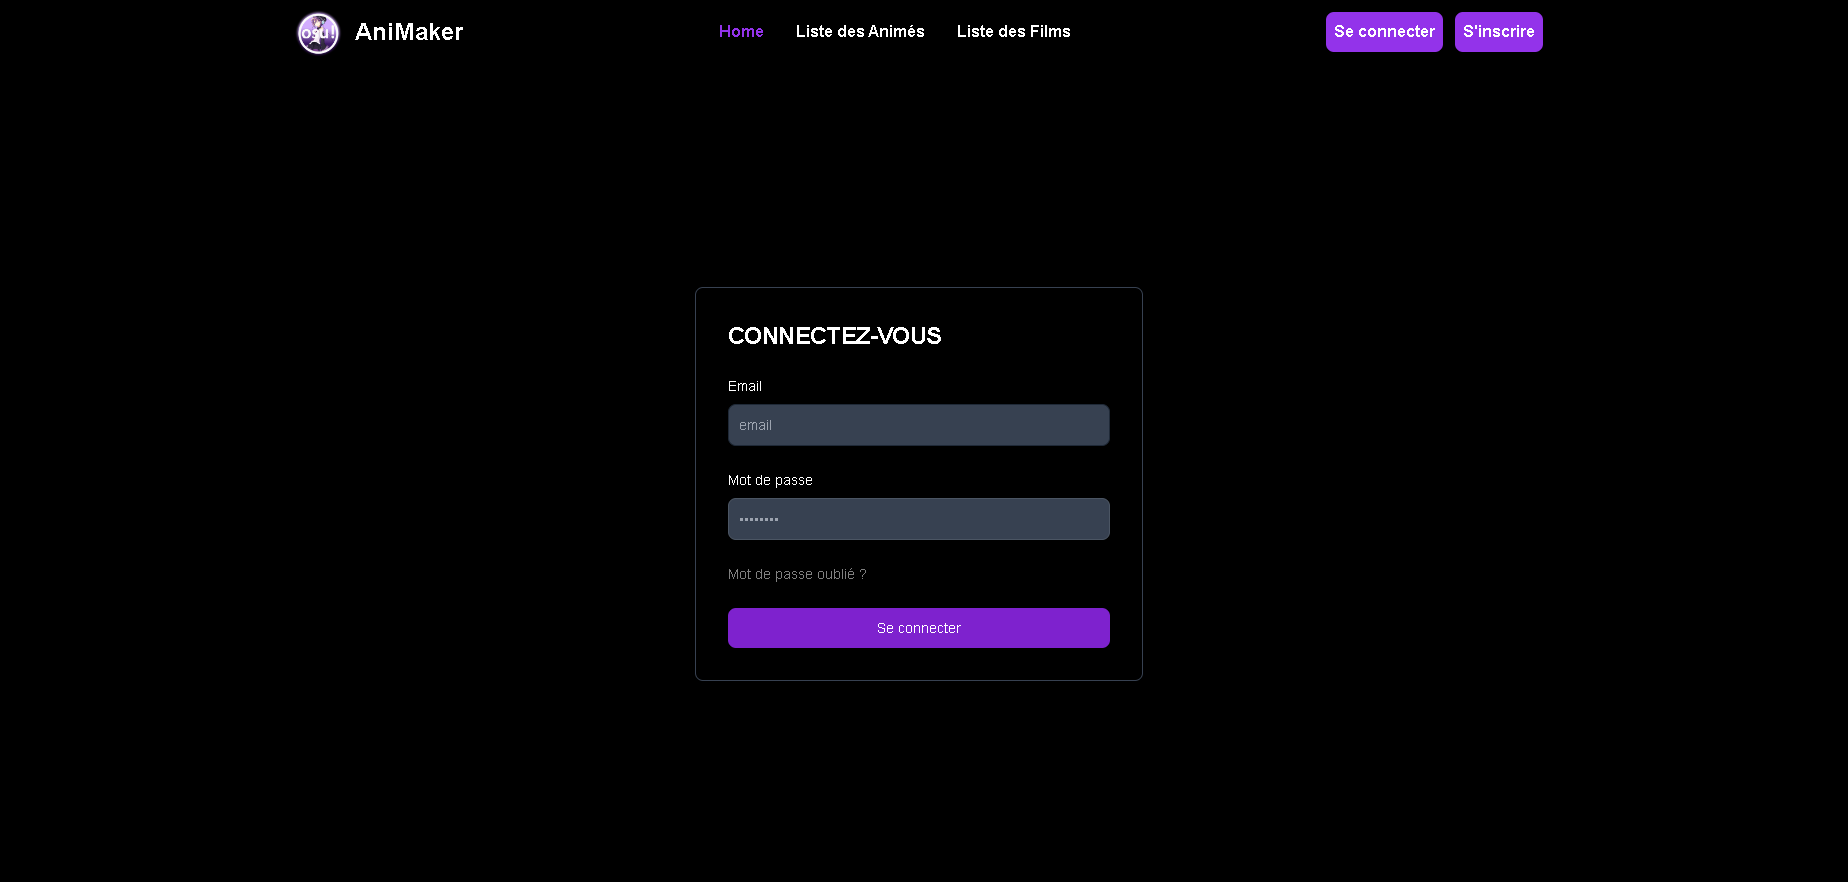 osu!
AniMaker
Home
Liste des Animés
Liste des Films
Se connecter
S'inscrire
CONNECTEZ-VOUS
Email
email
Mot de passe
••••••••
Mot de passe oublié ?
Se connecter